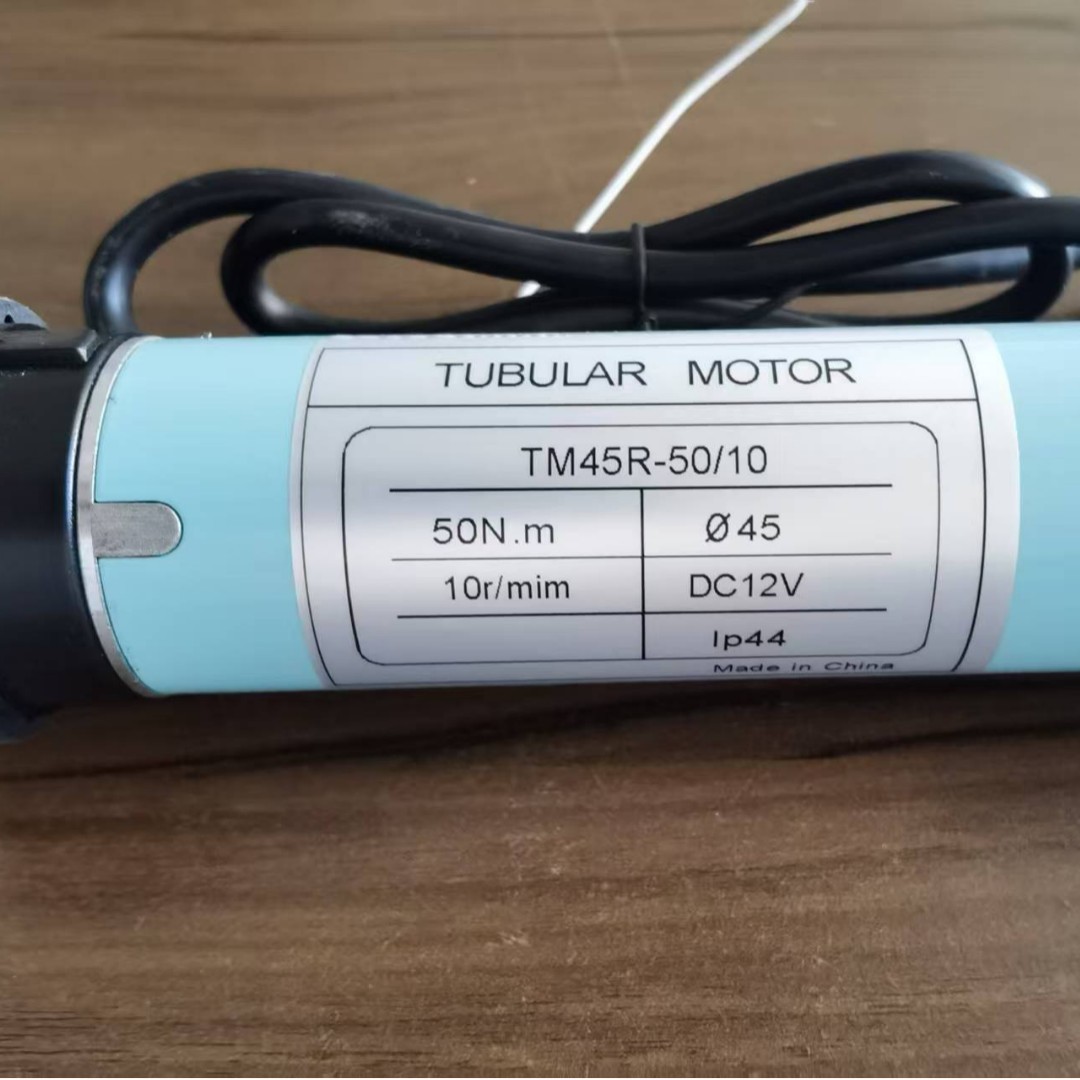 TUBULAR MOTOR
TM45R-50/10
50N.m Ø45
10r/mim DC12V
Ip44
Made in China